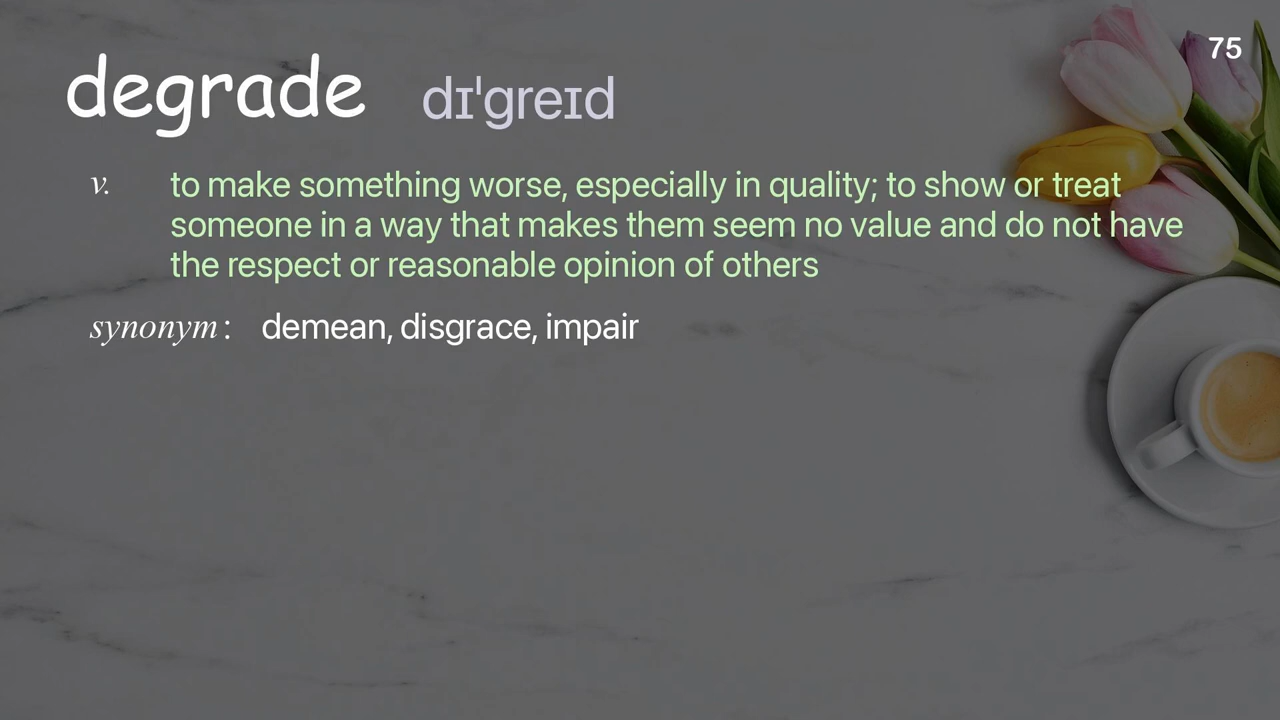 75
degrade dɪˈɡreɪd
v. to make something worse, especially in quality; to show or treat
someone in a way that makes them seem no value and do not have
the respect or reasonable opinion of others
synonym: demean, disgrace, impair